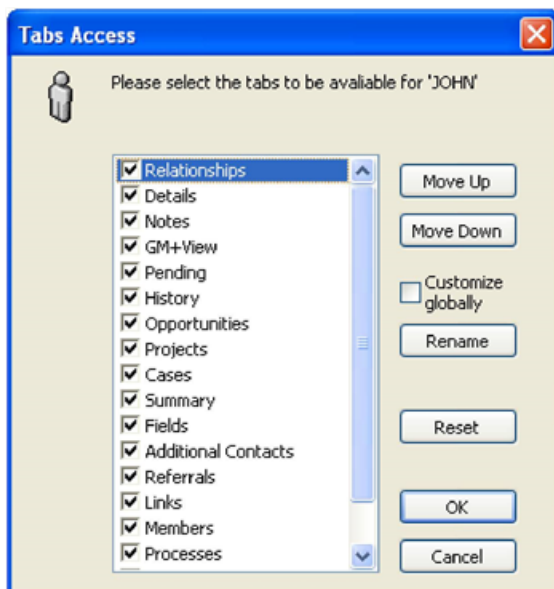 Tabs Access
Please select the tabs to be avaliable for 'JOHN'
Relationships
Details
Notes
GM+View
Pending
History
Opportunities
Projects
Cases
Summary
Fields
Additional Contacts
Referrals
Links
Members
Processes
Move Up
Move Down
Customize
globally
Rename
Reset
OK
Cancel